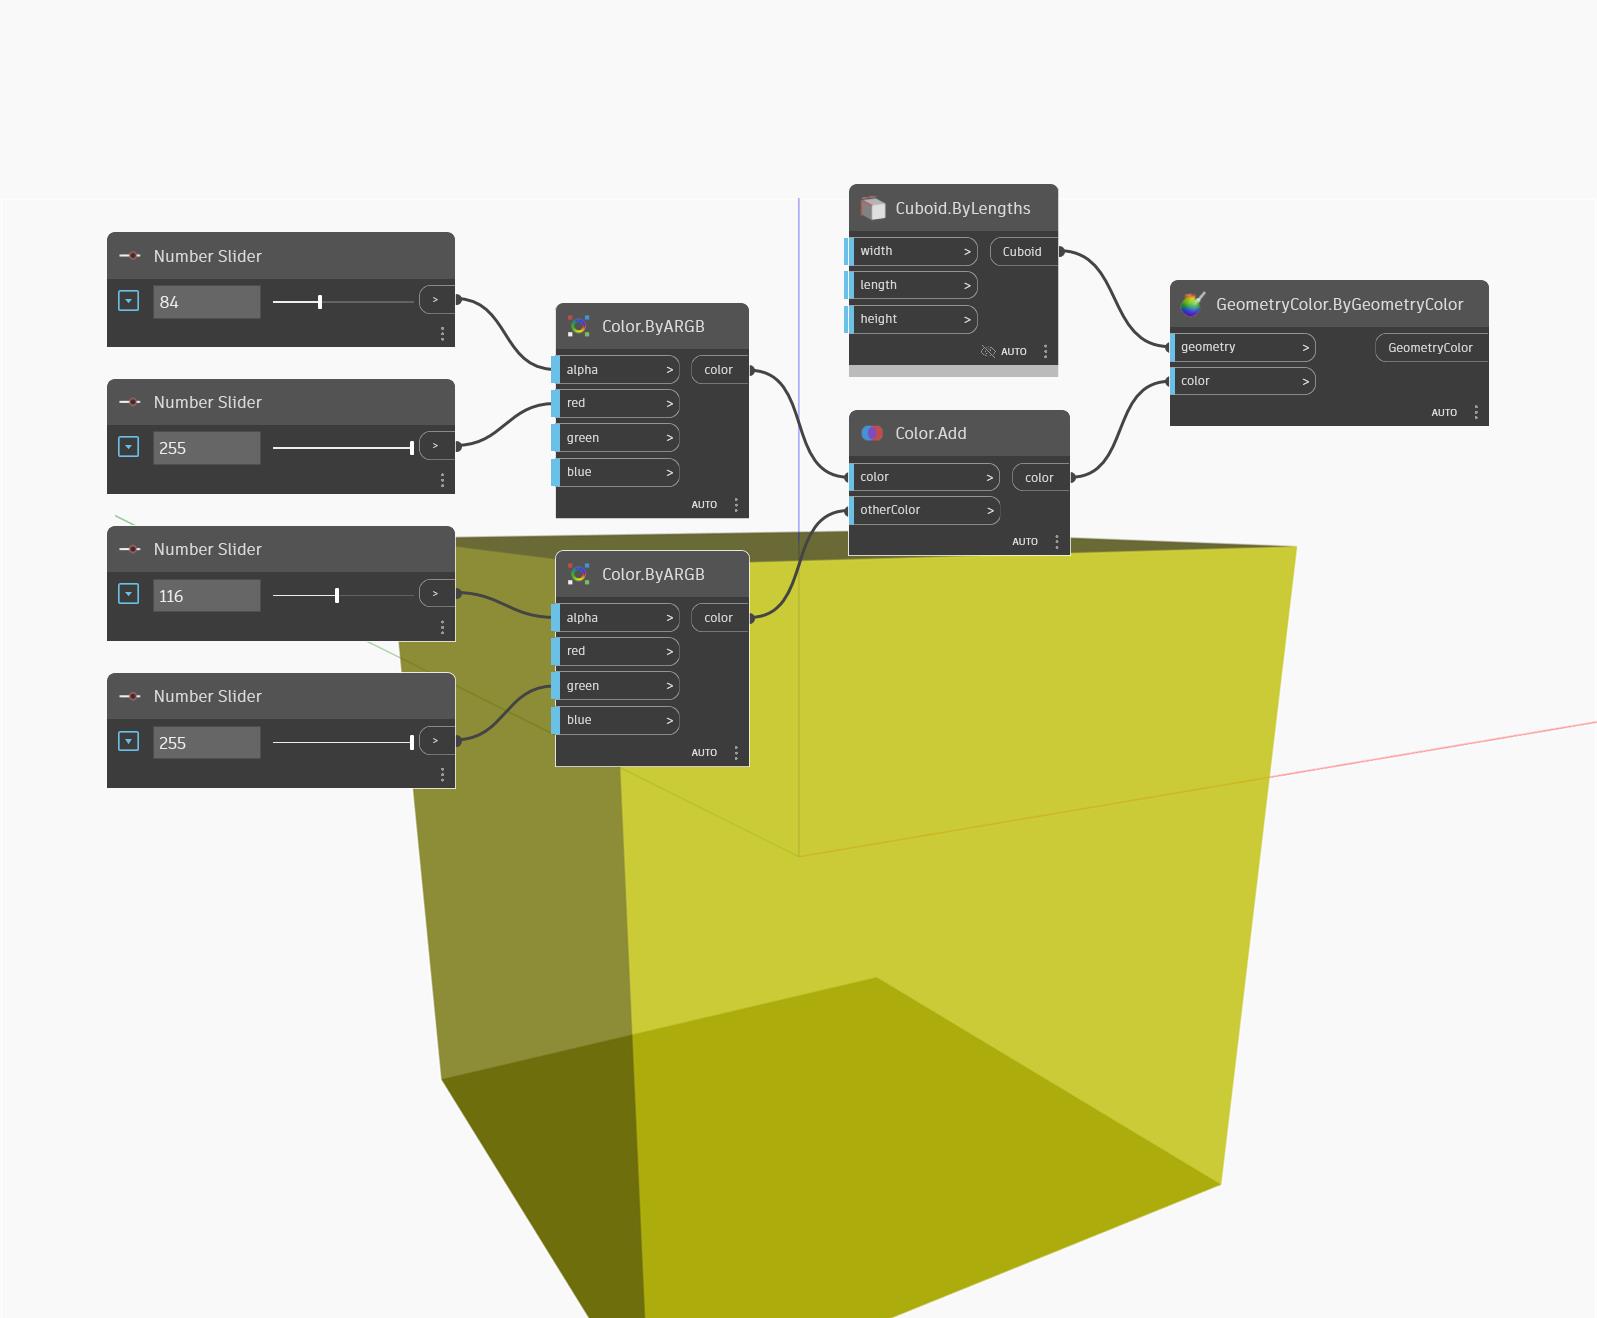 Number Slider
84
>
Number Slider
255
>
Number Slider
116
>
Number Slider
255
>
Color.ByARGB
alpha > color
red >
green >
blue >
AUTO
Color.ByARGB
alpha > color
red >
green >
blue >
AUTO
Cuboid.ByLengths
width > Cuboid
length >
height >
AUTO
Color.Add
color > color
otherColor >
AUTO
GeometryColor.ByGeometryColor
geometry > GeometryColor
color >
AUTO